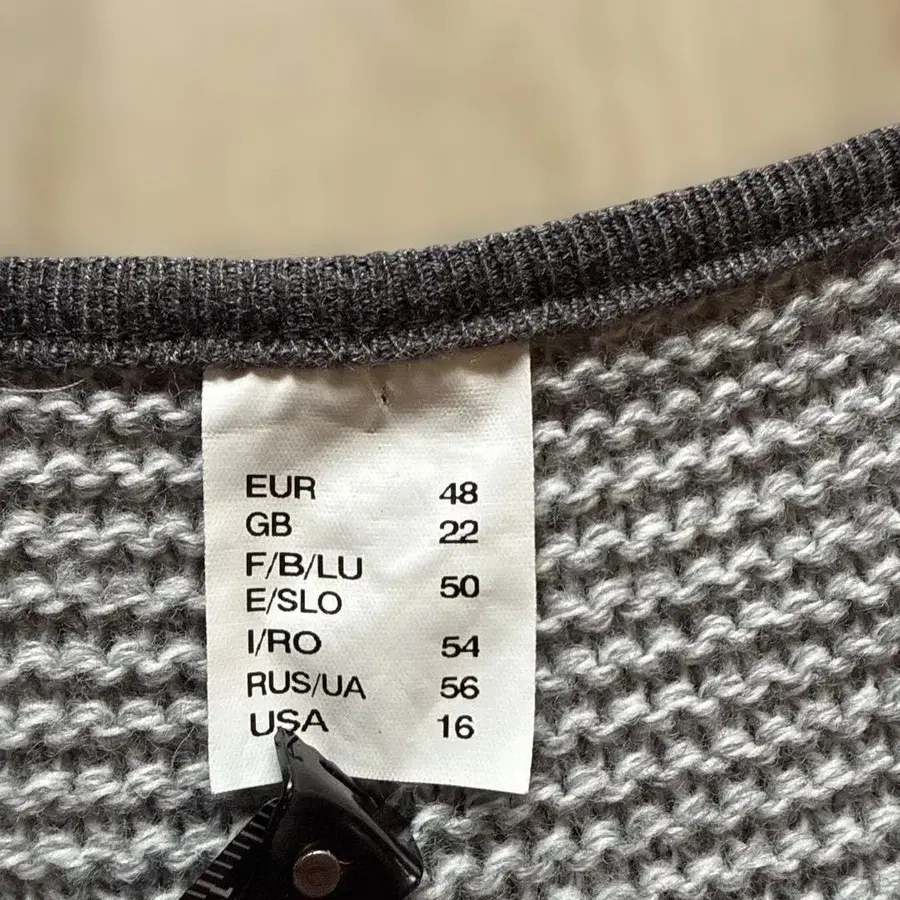 EUR 48
GB 22
F/B/LU
E/SLO 50
I/RO 54
RUS/UA 56
USA 16